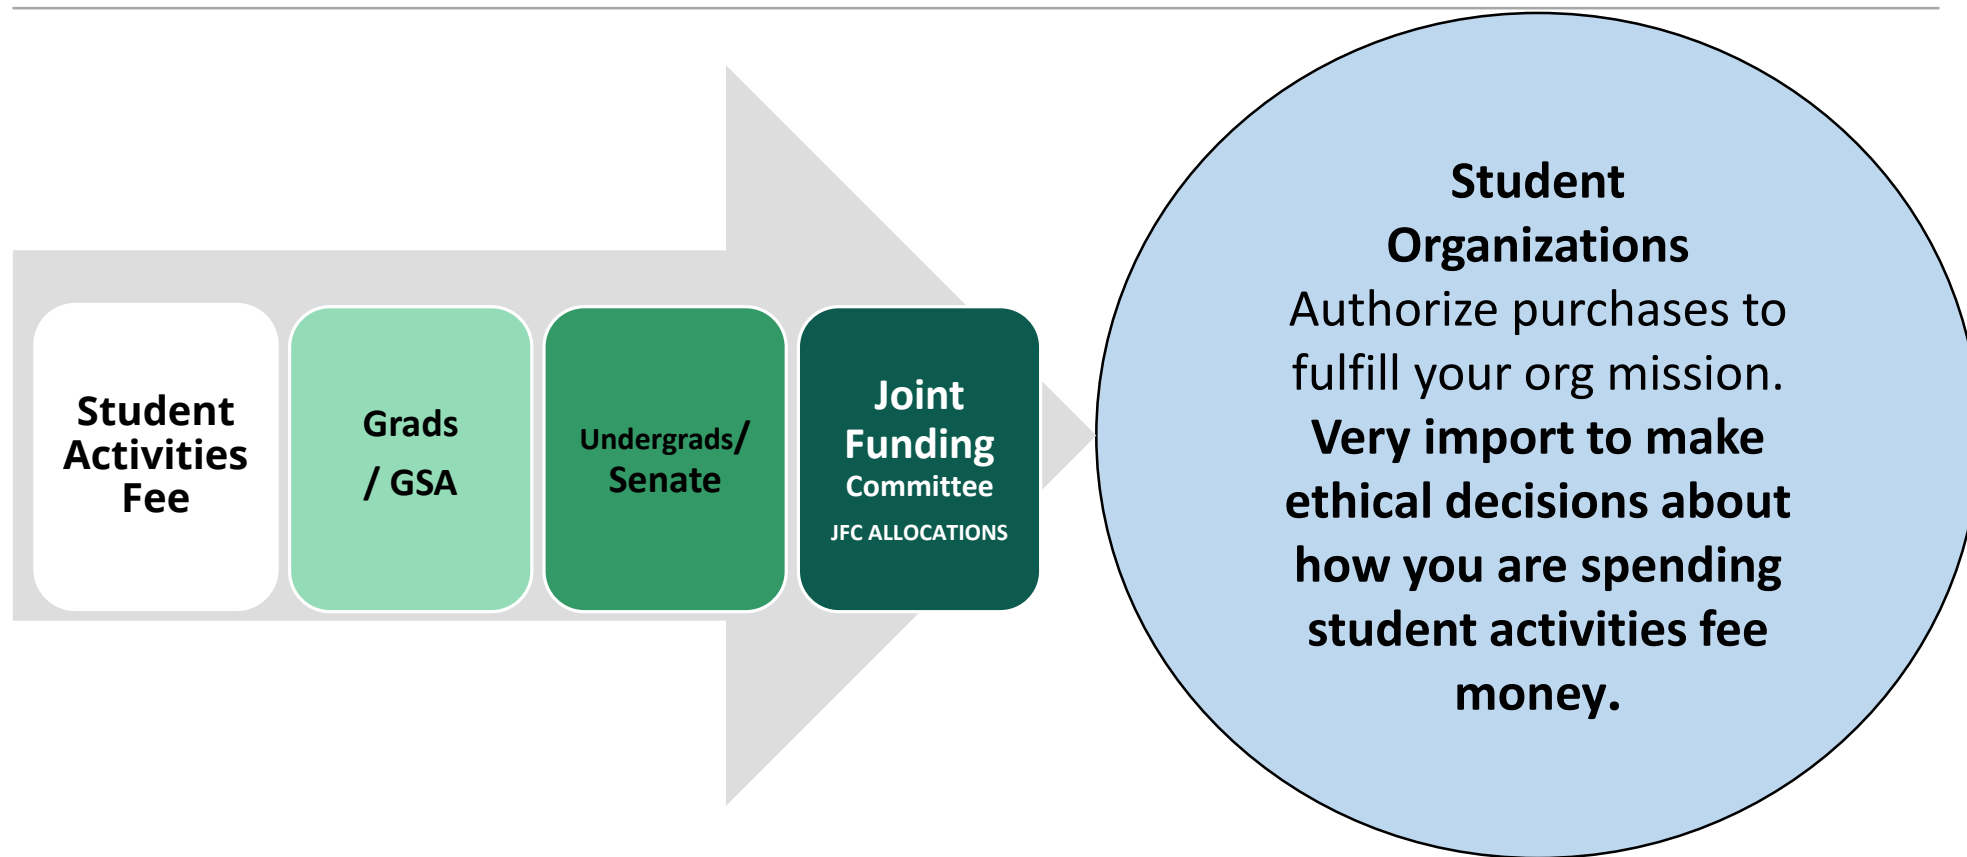 Student
Activities
Fee
Grads
/ GSA
Undergrads/
Senate
Joint
Funding
Committee
JFC ALLOCATIONS
Student
Organizations
Authorize purchases to
fulfill your org mission.
Very import to make
ethical decisions about
how you are spending
student activities fee
money.